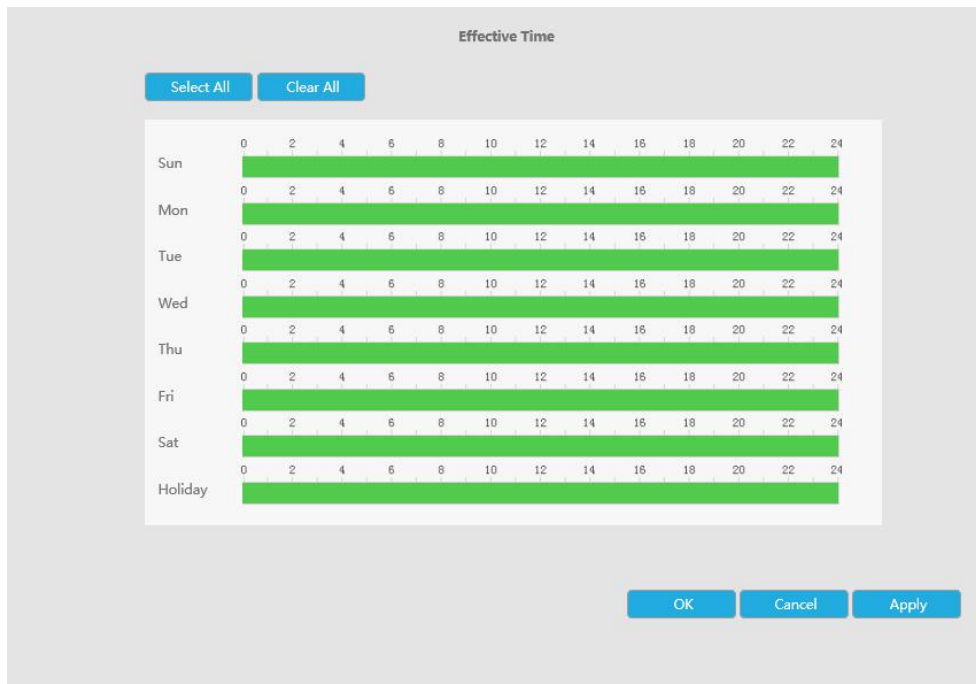 Effective Time
Select All Clear All
0 2 4 6 8 10 12 14 16 18 20 22 24
Sun
0 2 4 6 8 10 12 14 16 18 20 22 24
Mon
0 2 4 6 8 10 12 14 16 18 20 22 24
Tue
0 2 4 6 8 10 12 14 16 18 20 22 24
Wed
0 2 4 6 8 10 12 14 16 18 20 22 24
Thu
0 2 4 6 8 10 12 14 16 18 20 22 24
Fri
0 2 4 6 8 10 12 14 16 18 20 22 24
Sat
0 2 4 6 8 10 12 14 16 18 20 22 24
Holiday
OK Cancel Apply